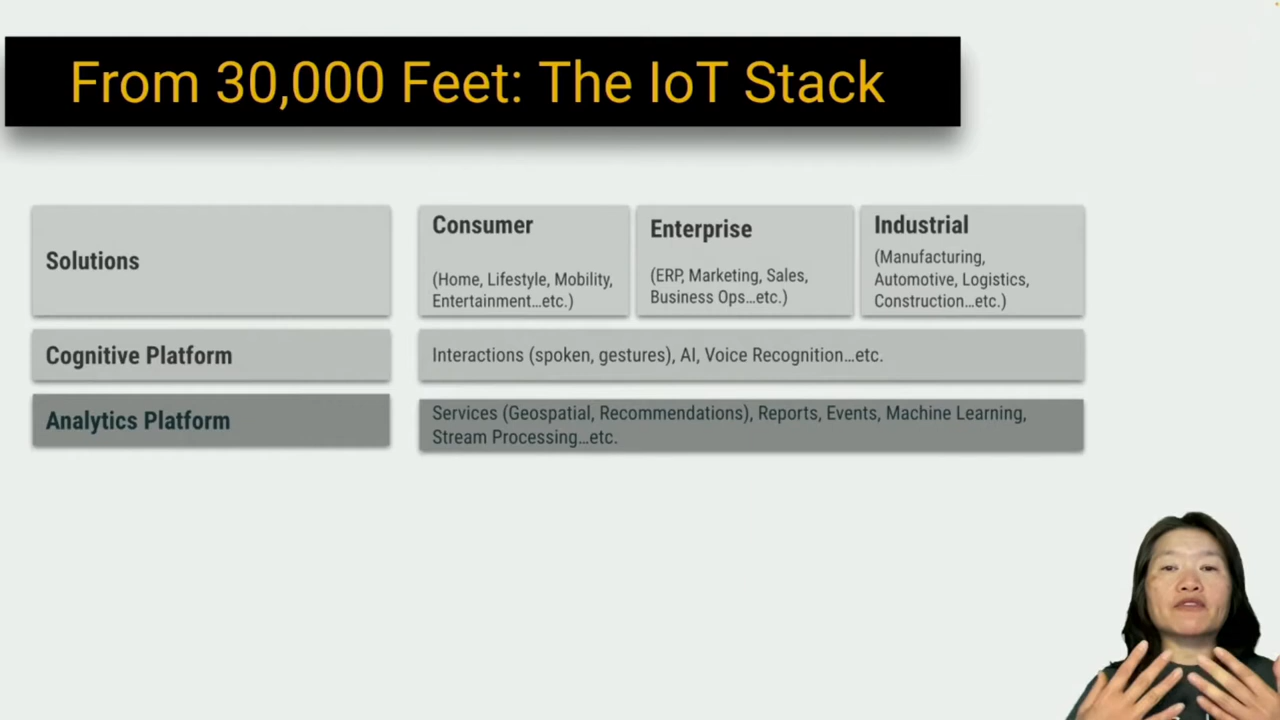 From 30,000 Feet: The IoT Stack
Solutions
Consumer
(Home, Lifestyle, Mobility,
Entertainment…etc.)
Enterprise
(ERP, Marketing, Sales,
Business Ops…etc.)
Industrial
(Manufacturing,
Automotive, Logistics,
Construction…etc.)
Cognitive Platform
Interactions (spoken, gestures), AI, Voice Recognition…etc.
Analytics Platform
Services (Geospatial, Recommendations), Reports, Events, Machine Learning,
Stream Processing…etc.